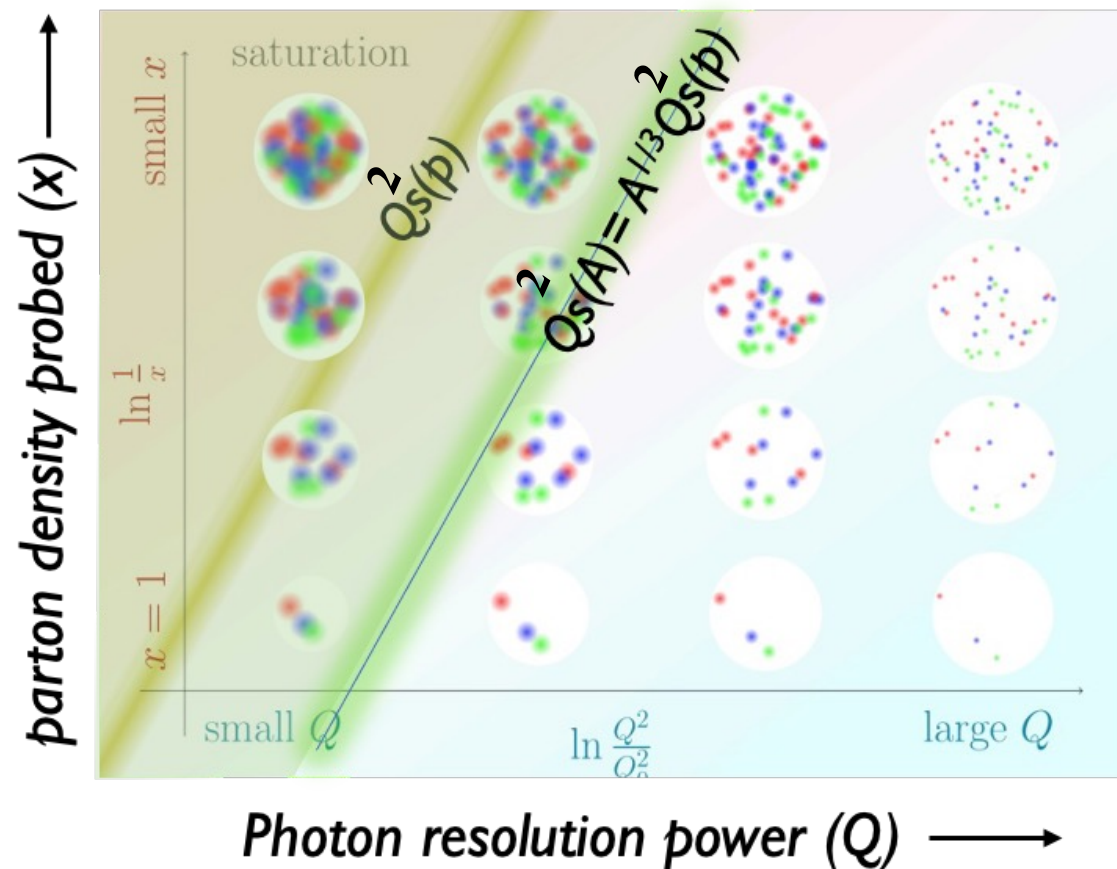 parton density probed (x)
small x
ln 1/x
x = 1
saturation
Qs²(p)
Qs²(A) = A^1/3 Qs²(p)
small Q
ln Q²/Q₀²
large Q
Photon resolution power (Q)